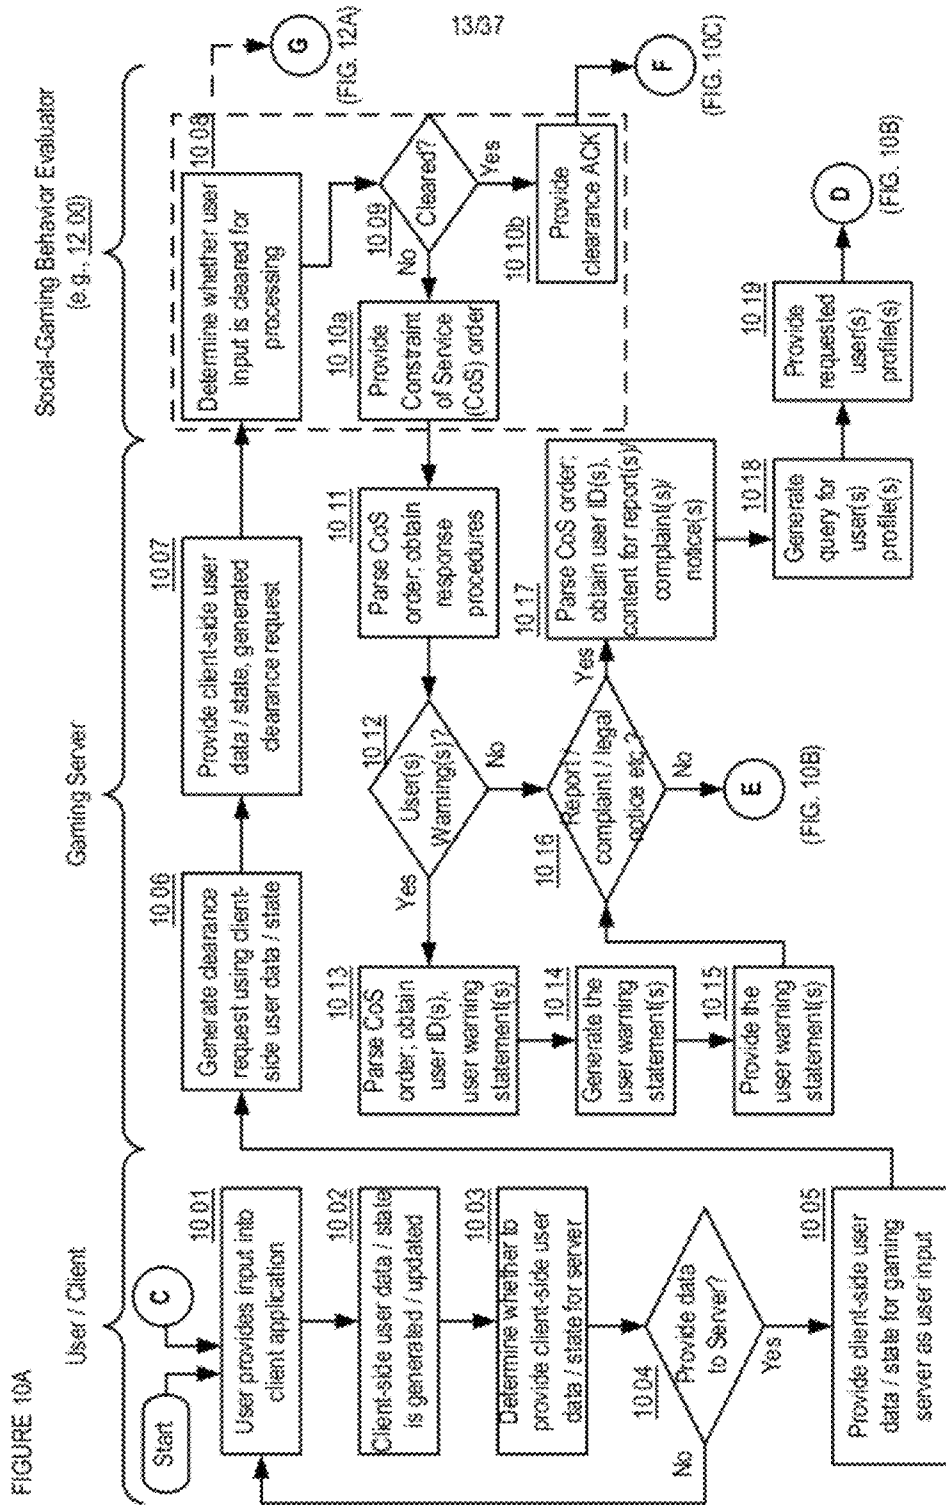 13/37
FIGURE 10A
User / Client
Gaming Server
Social-Gaming Behavior Evaluator
(e.g., 12 00)
Start
C
10 01
User provides input into
client application
10 02
Client-side user data / state
is generated / updated
10 03
Determine whether to
provide client-side user
data / state for server
10 04
Provide data
to Server?
No
Yes
10 05
Provide client-side user
data / state for gaming
server as user input
10 06
Generate clearance
request using client-
side user data / state
10 07
Provide client-side user
data / state, generated
clearance request
10 08
Determine whether user
input is cleared for
processing
G
(FIG. 12A)
10 09
Cleared?
No
Yes
10 10a
Provide
Constraint
of Service
(CoS) order
10 10b
Provide
clearance ACK
F
(FIG. 10C)
10 11
Parse CoS
order; obtain
response
procedures
10 12
User(s)
Warning(s)?
Yes
No
10 13
Parse CoS
order; obtain
user ID(s),
user warning
statement(s)
10 14
Generate the
user warning
statement(s)
10 15
Provide the
user warning
statement(s)
10 16
Report /
complaint / legal
notice etc.?
Yes
No
E
(FIG. 10B)
10 17
Parse CoS order;
obtain user ID(s),
content for report(s)/
complaint(s)/
notice(s)
10 18
Generate
query for
user(s)
profile(s)
10 19
Provide
requested
user(s)
profile(s)
D
(FIG. 10B)